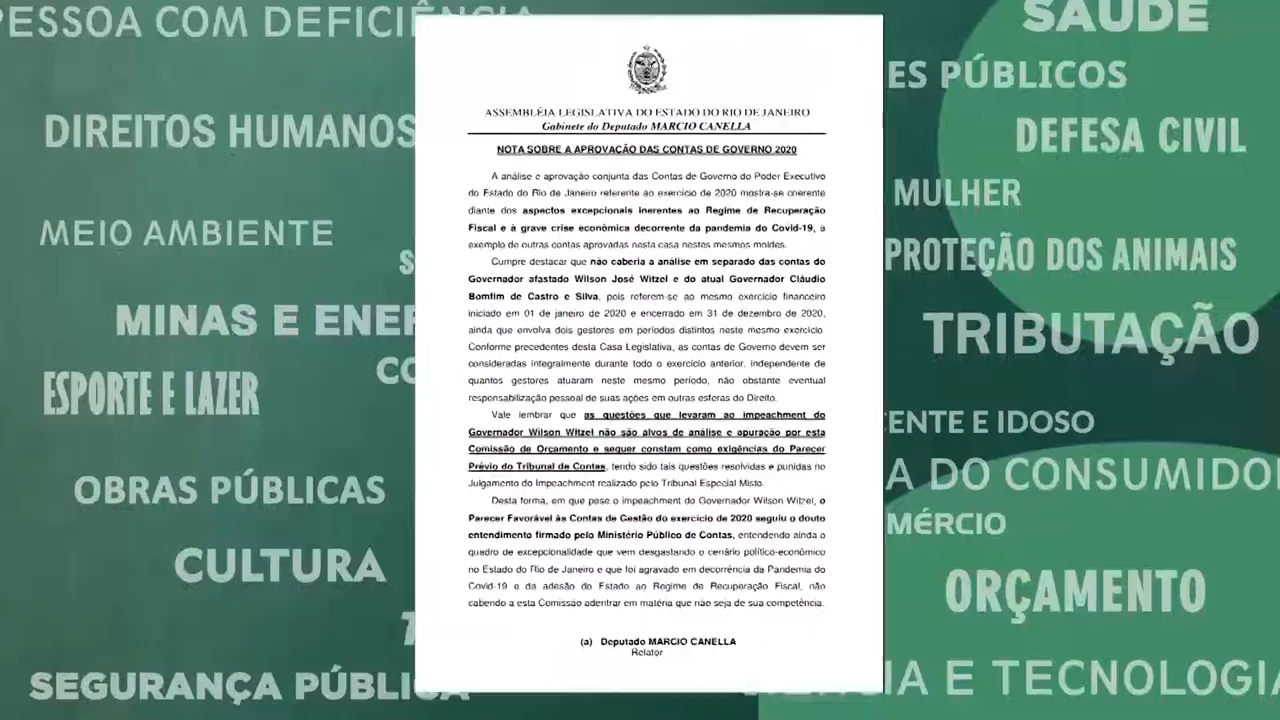 PESSOA COM DEFICIÊNCIA
DIREITOS HUMANOS
MEIO AMBIENTE
MINAS E ENER
ESPORTE E LAZER
CO
OBRAS PÚBLICAS
CULTURA
SEGURANÇA PÚBLICA
ASSEMBLÉIA LEGISLATIVA DO ESTADO DO RIO DE JANEIRO
Gabinete do Deputado MARCIO CANELLA
NOTA SOBRE A APROVAÇÃO DAS CONTAS DE GOVERNO 2020
A análise e aprovação conjunta das Contas de Governo do Poder Executivo
do Estado do Rio de Janeiro referente ao exercício de 2020 mostra-se coerente
diante dos aspectos excepcionais inerentes ao Regime de Recuperação
Fiscal e à grave crise econômica decorrente da pandemia do Covid-19, a
exemplo de outras contas aprovadas nesta casa nestes mesmos moldes.
Cumpre destacar que não caberia a análise em separado das contas do
Governador afastado Wilson José Witzel e do atual Governador Cláudio
Bomfim de Castro e Silva, pois referem-se ao mesmo exercício financeiro
iniciado em 01 de janeiro de 2020 e encerrado em 31 de dezembro de 2020,
ainda que envolva dois gestores em períodos distintos neste mesmo exercício.
Conforme precedentes desta Casa Legislativa, as contas de Governo devem ser
consideradas integralmente durante todo o exercício anterior, independente de
quantos gestores atuaram neste mesmo período, não obstante eventual
responsabilização pessoal de suas ações em outras esferas do Direito.
Vale lembrar que as questões que levaram ao impeachment do
Governador Wilson Witzel não são alvos de análise e apuração por esta
Comissão de Orçamento e sequer constam como exigências do Parecer
Prévio do Tribunal de Contas, tendo sido tais questões resolvidas e punidas no
Julgamento do Impeachment realizado pelo Tribunal Especial Misto.
Desta forma, em que pese o impeachment do Governador Wilson Witzel, o
Parecer Favorável às Contas de Gestão do exercício de 2020 seguiu o douto
entendimento firmado pelo Ministério Público de Contas, entendendo ainda o
quadro de excepcionalidade que vem desgastando o cenário político-econômico
no Estado do Rio de Janeiro e que foi agravado em decorrência da Pandemia do
Covid-19 e da adesão do Estado ao Regime de Recuperação Fiscal, não
cabendo a esta Comissão adentrar em matéria que não seja de sua competência.
(a) Deputado MARCIO CANELLA
Relator
SAÚDE
ES PÚBLICOS
DEFESA CIVIL
MULHER
PROTEÇÃO DOS ANIMAIS
TRIBUTAÇÃO
CENTE E IDOSO
A DO CONSUMIDOR
MÉRCIO
ORÇAMENTO
CIÊNCIA E TECNOLOGIA